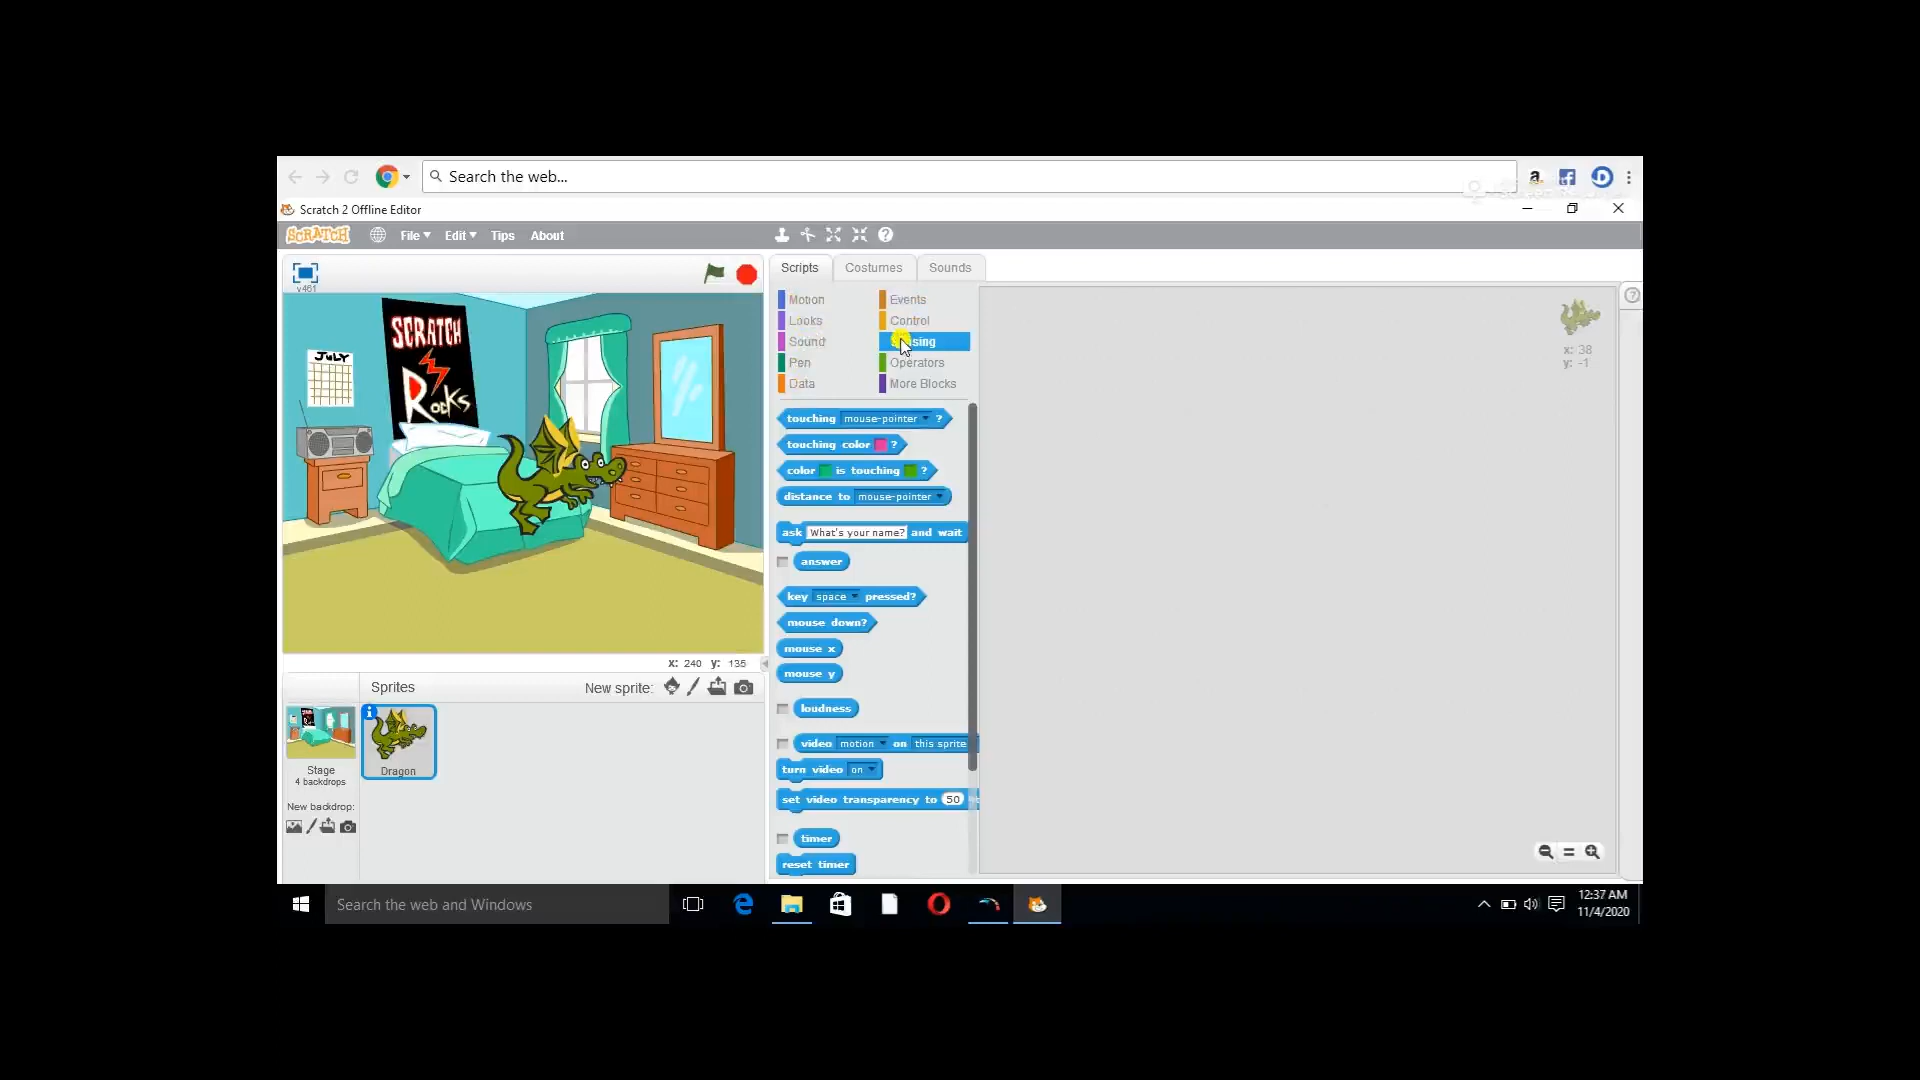 Search the web...
Scratch 2 Offline Editor
SCRATCH
File
Edit
Tips
About
v461
Scripts
Costumes
Sounds
SCRATCH
Rocks
JULY
Motion
Events
Looks
Control
Sound
Pen
Operators
Data
More Blocks
x: 38
y: -1
touching mouse-pointer ?
touching color ?
color is touching ?
distance to mouse-pointer
ask What's your name? and wait
answer
key space pressed?
mouse down?
mouse x
mouse y
loudness
video motion on this sprite
turn video on
set video transparency to 50
timer
reset timer
x: 240 y: 135
Sprites
New sprite:
Stage
4 backdrops
Dragon
New backdrop:
Search the web and Windows
12:37 AM
11/4/2020